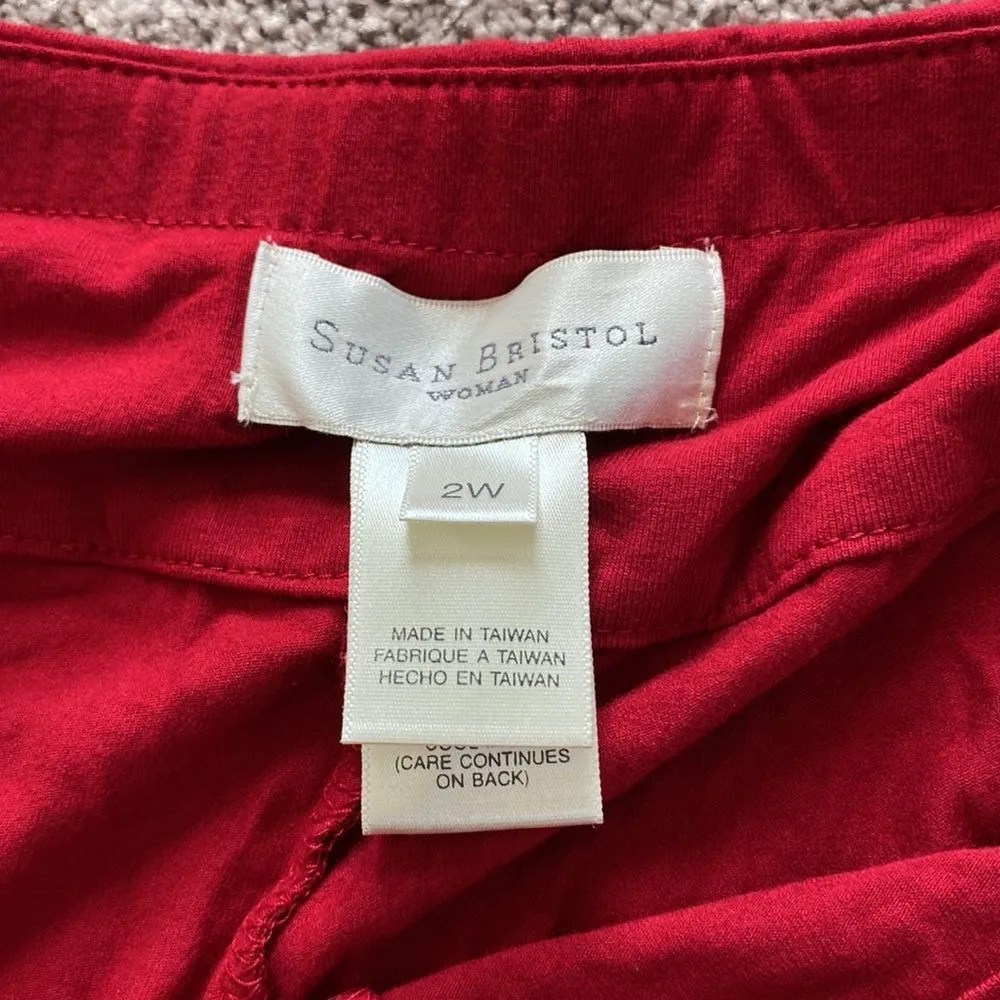 SUSAN BRISTOL
WOMAN
2W
MADE IN TAIWAN
FABRIQUE A TAIWAN
HECHO EN TAIWAN
(CARE CONTINUES
ON BACK)